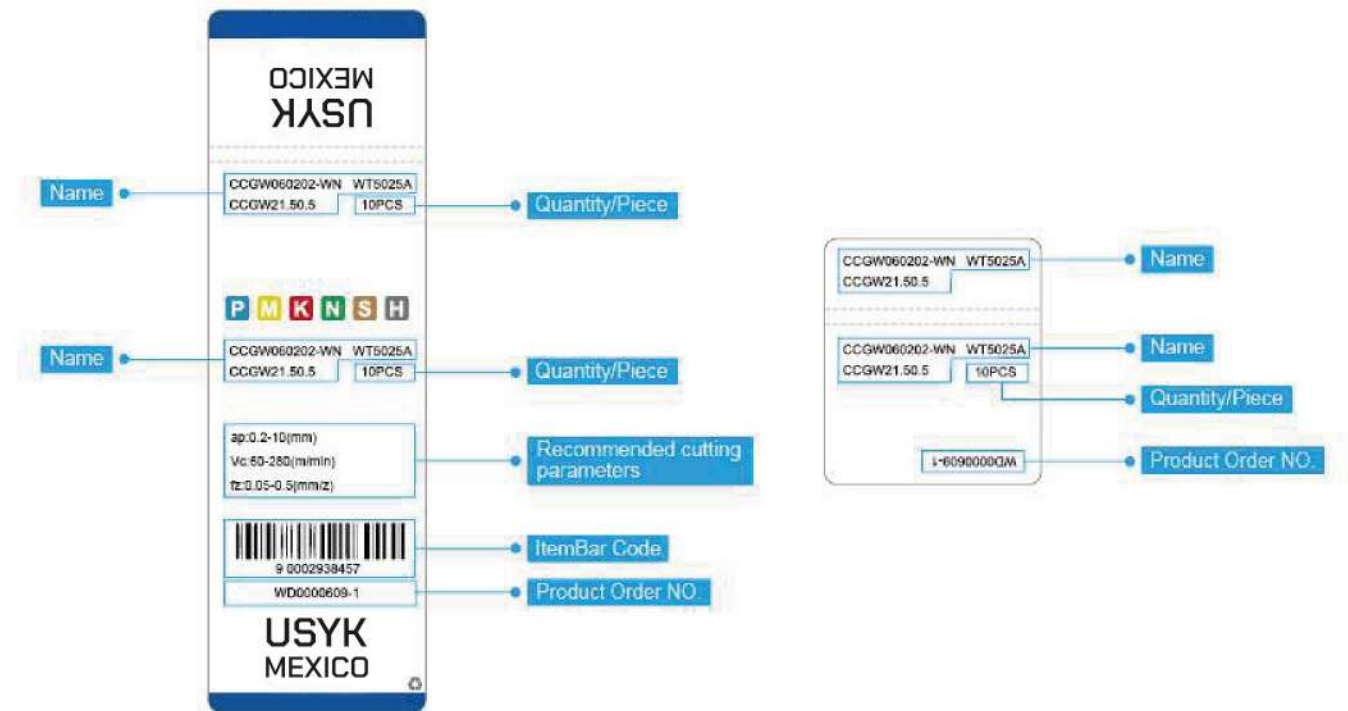 MEXICO
USYK
Name
CCGW060202-WN WT5025A
CCGW21.50.5 10PCS
Quantity/Piece
P M K N S H
Name
CCGW060202-WN WT5025A
CCGW21.50.5 10PCS
Quantity/Piece
ap:0.2-10(mm)
Vc:60-280(m/min)
fz:0.05-0.5(mm/z)
Recommended cutting
parameters
9 0002938457
ItemBar Code
WD0000609-1
Product Order NO.
USYK
MEXICO
CCGW060202-WN WT5025A
CCGW21.50.5
Name
CCGW060202-WN WT5025A
CCGW21.50.5 10PCS
Name
Quantity/Piece
WD0000609-1
Product Order NO.